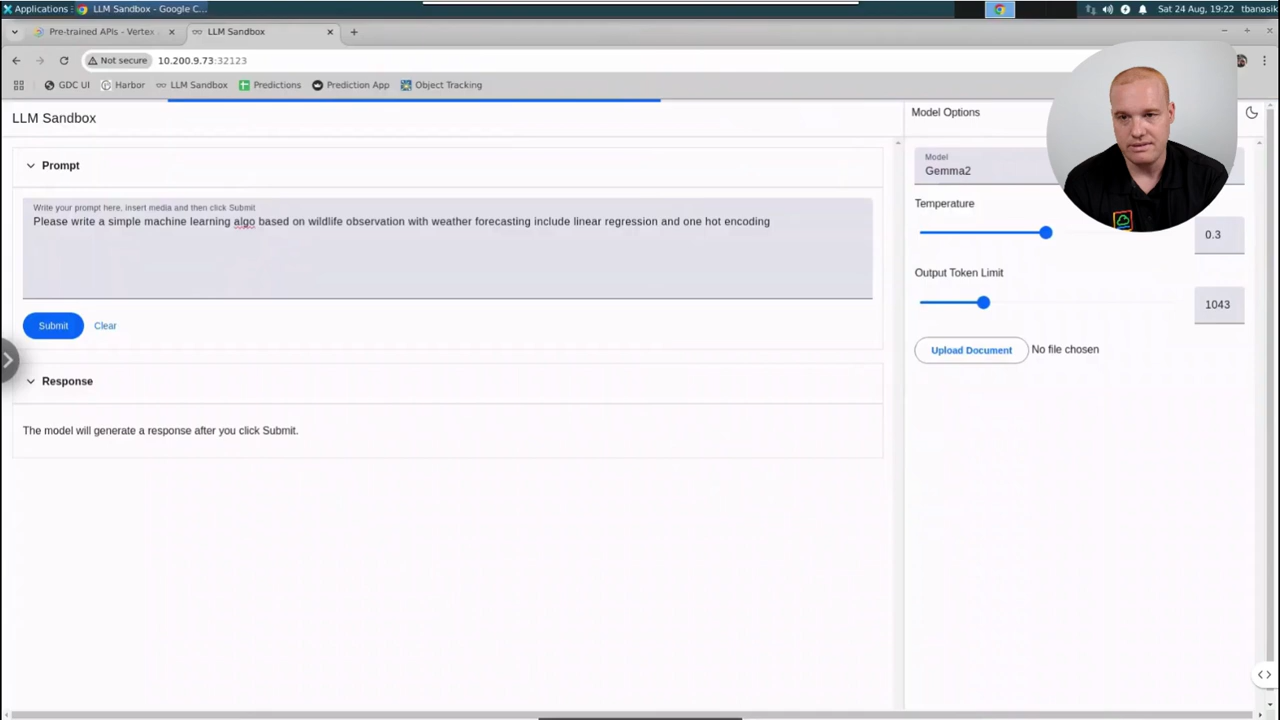 Applications
LLM Sandbox - Google C...
Sat 24 Aug, 19:22
tbanasik
Pre-trained APIs - Vertex
LLM Sandbox
Not secure
10.200.9.73:32123
GDC UI
Harbor
LLM Sandbox
Predictions
Prediction App
Object Tracking
LLM Sandbox
Prompt
Write your prompt here, insert media and then click Submit
Please write a simple machine learning algo based on wildlife observation with weather forecasting include linear regression and one hot encoding
Submit
Clear
Response
The model will generate a response after you click Submit.
Model Options
Model
Gemma2
Temperature
0.3
Output Token Limit
1043
Upload Document
No file chosen